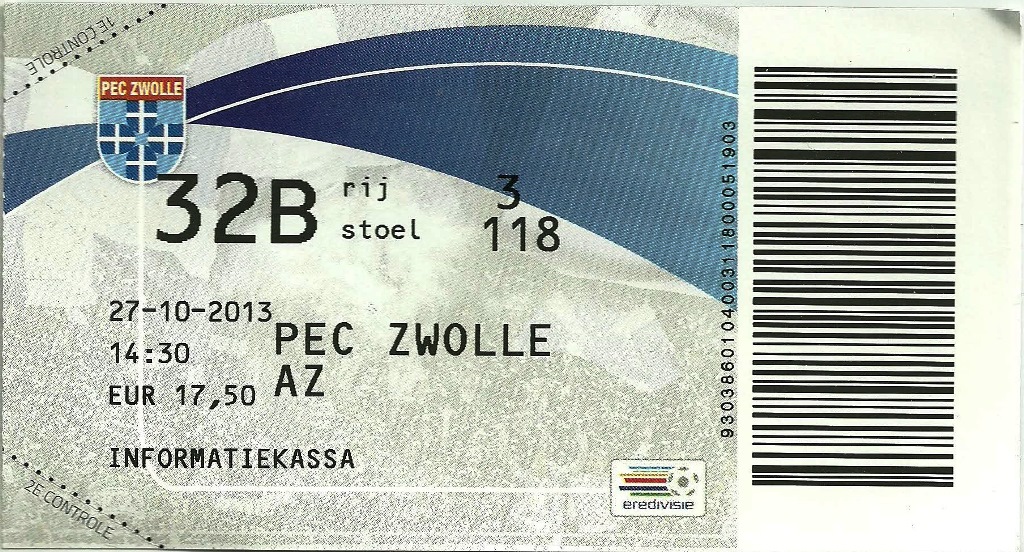 1E CONTROLE
PEC ZWOLLE
32B
rij 3
stoel 118
27-10-2013
14:30
EUR 17,50
PEC ZWOLLE
AZ
INFORMATIEKASSA
2E CONTROLE
eredivisie
930386010400311800051903